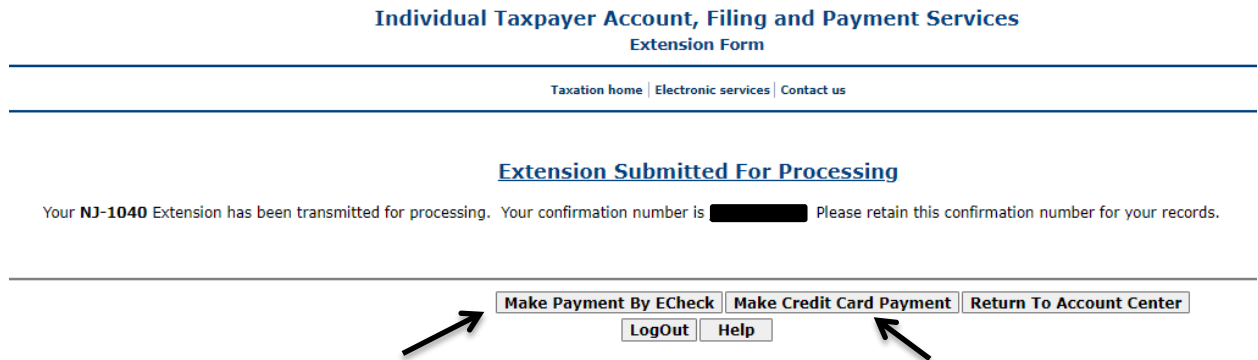 Individual Taxpayer Account, Filing and Payment Services
Extension Form
Taxation home | Electronic services | Contact us
Extension Submitted For Processing
Your NJ-1040 Extension has been transmitted for processing. Your confirmation number is Please retain this confirmation number for your records.
Make Payment By ECheck Make Credit Card Payment Return To Account Center
LogOut Help